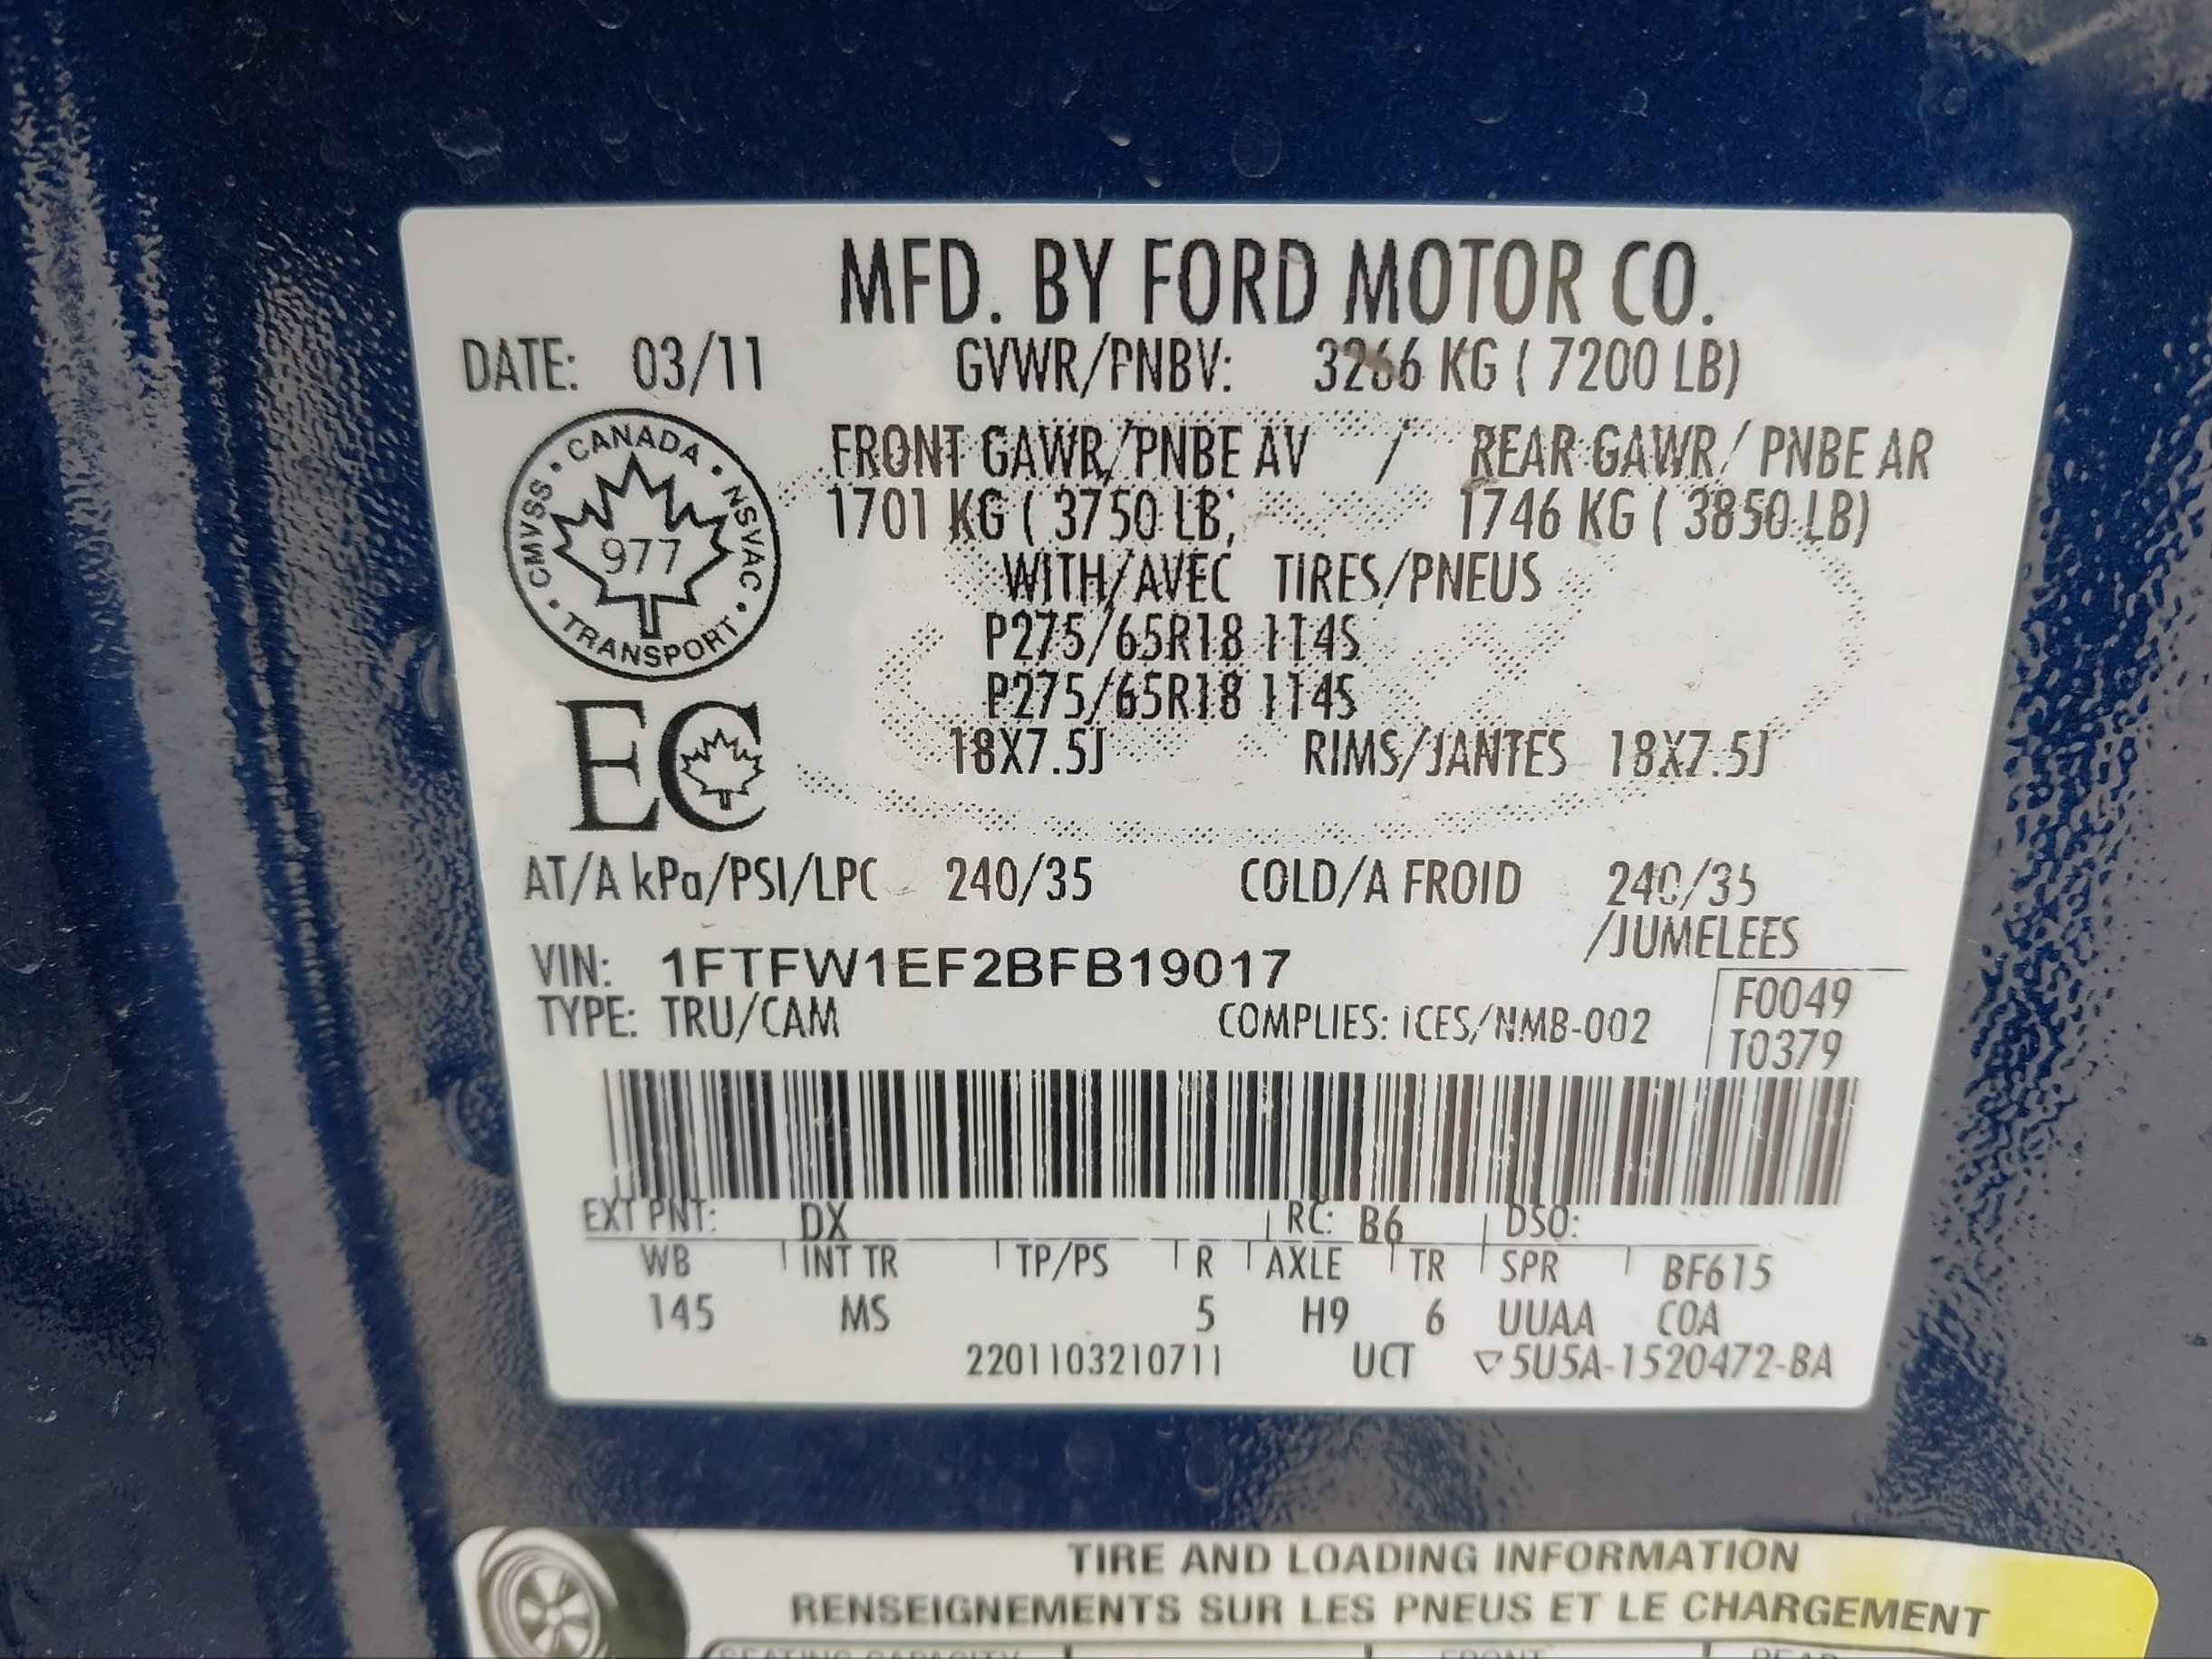 MFD. BY FORD MOTOR CO.
DATE: 03/11 GVWR/PNBV: 3266 KG ( 7200 LB)
FRONT GAWR/PNBE AV / REAR GAWR/ PNBE AR
1701 KG ( 3750 LB) 1746 KG ( 3850 LB)
WITH/AVEC TIRES/PNEUS
P275/65R18 114S
P275/65R18 114S
18X7.5J RIMS/JANTES 18X7.5J
CANADA • NSVAC • TRANSPORT • CMVSS •
977
EC
AT/A kPa/PSI/LPC 240/35 COLD/A FROID 240/35
/JUMELEES
VIN: 1FTFW1EF2BFB19017
TYPE: TRU/CAM COMPLIES: ICES/NMB-002
F0049
T0379
EXT PNT: DX RC: B6 DSO:
WB INT TR TP/PS R AXLE TR SPR BF615
145 MS 5 H9 6 UUAA COA
2201103210711 UCT ▽5U5A-1520472-BA
TIRE AND LOADING INFORMATION
RENSEIGNEMENTS SUR LES PNEUS ET LE CHARGEMENT
SEATING CAPACITY FRONT REAR